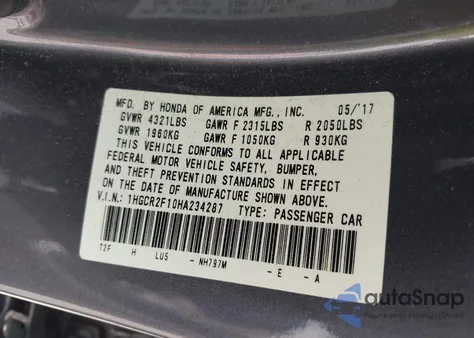 MFD. BY HONDA OF AMERICA MFG., INC. 05/'17
GVWR 4321LBS GAWR F 2315LBS R 2050LBS
GVWR 1960KG GAWR F 1050KG R 930KG
THIS VEHICLE CONFORMS TO ALL APPLICABLE
FEDERAL MOTOR VEHICLE SAFETY, BUMPER,
AND THEFT PREVENTION STANDARDS IN EFFECT
ON THE DATE OF MANUFACTURE SHOWN ABOVE.
V.I.N.: 1HGCR2F10HA234287 TYPE: PASSENGER CAR
T2F H LU5 - NH797M - E - A
autoSnap